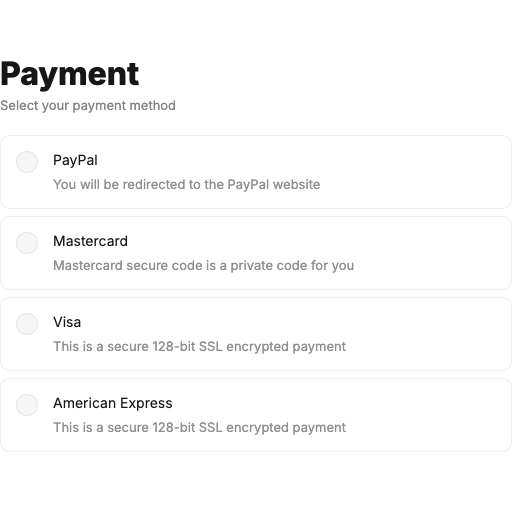 Payment
Select your payment method
PayPal
You will be redirected to the PayPal website
Mastercard
Mastercard secure code is a private code for you
Visa
This is a secure 128-bit SSL encrypted payment
American Express
This is a secure 128-bit SSL encrypted payment